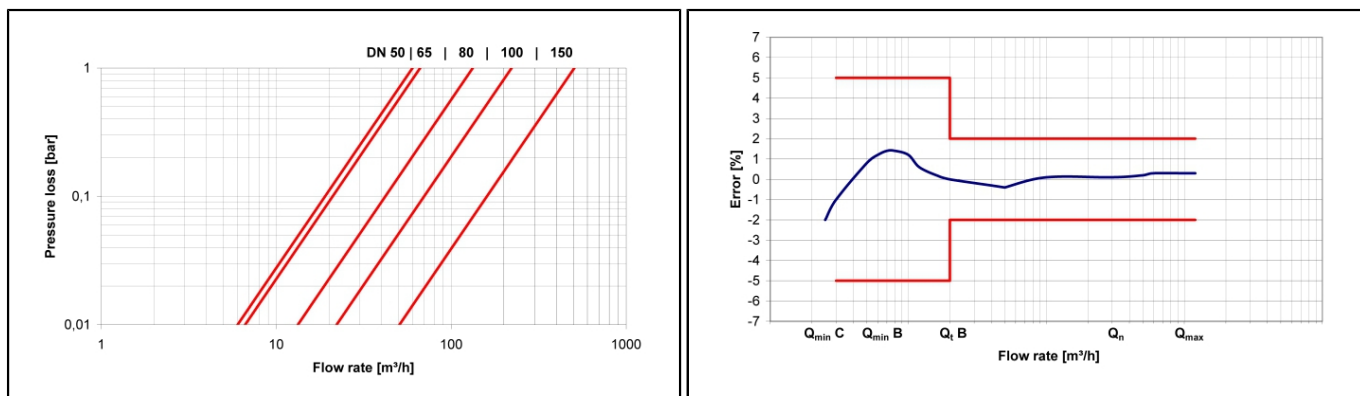 DN 50 | 65 | 80 | 100 | 150
1
0,1
0,01
1 10 100 1000
Pressure loss [bar]
Flow rate [m³/h]
7
6
5
4
3
2
1
0
-1
-2
-3
-4
-5
-6
-7
Error [%]
Qmin C Qmin B Qt B Qn Qmax
Flow rate [m³/h]